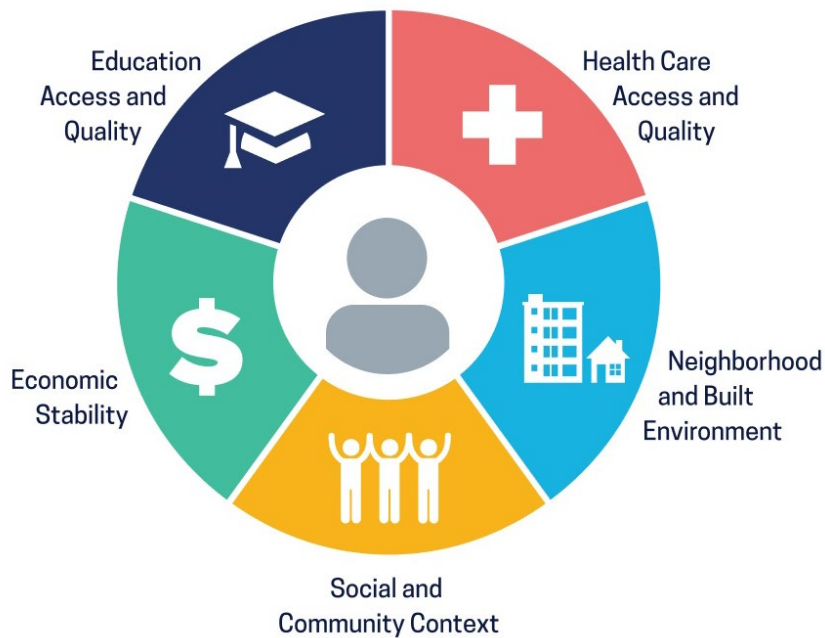 Education
Access and
Quality
Health Care
Access and
Quality
Economic
Stability
Neighborhood
and Built
Environment
Social and
Community Context